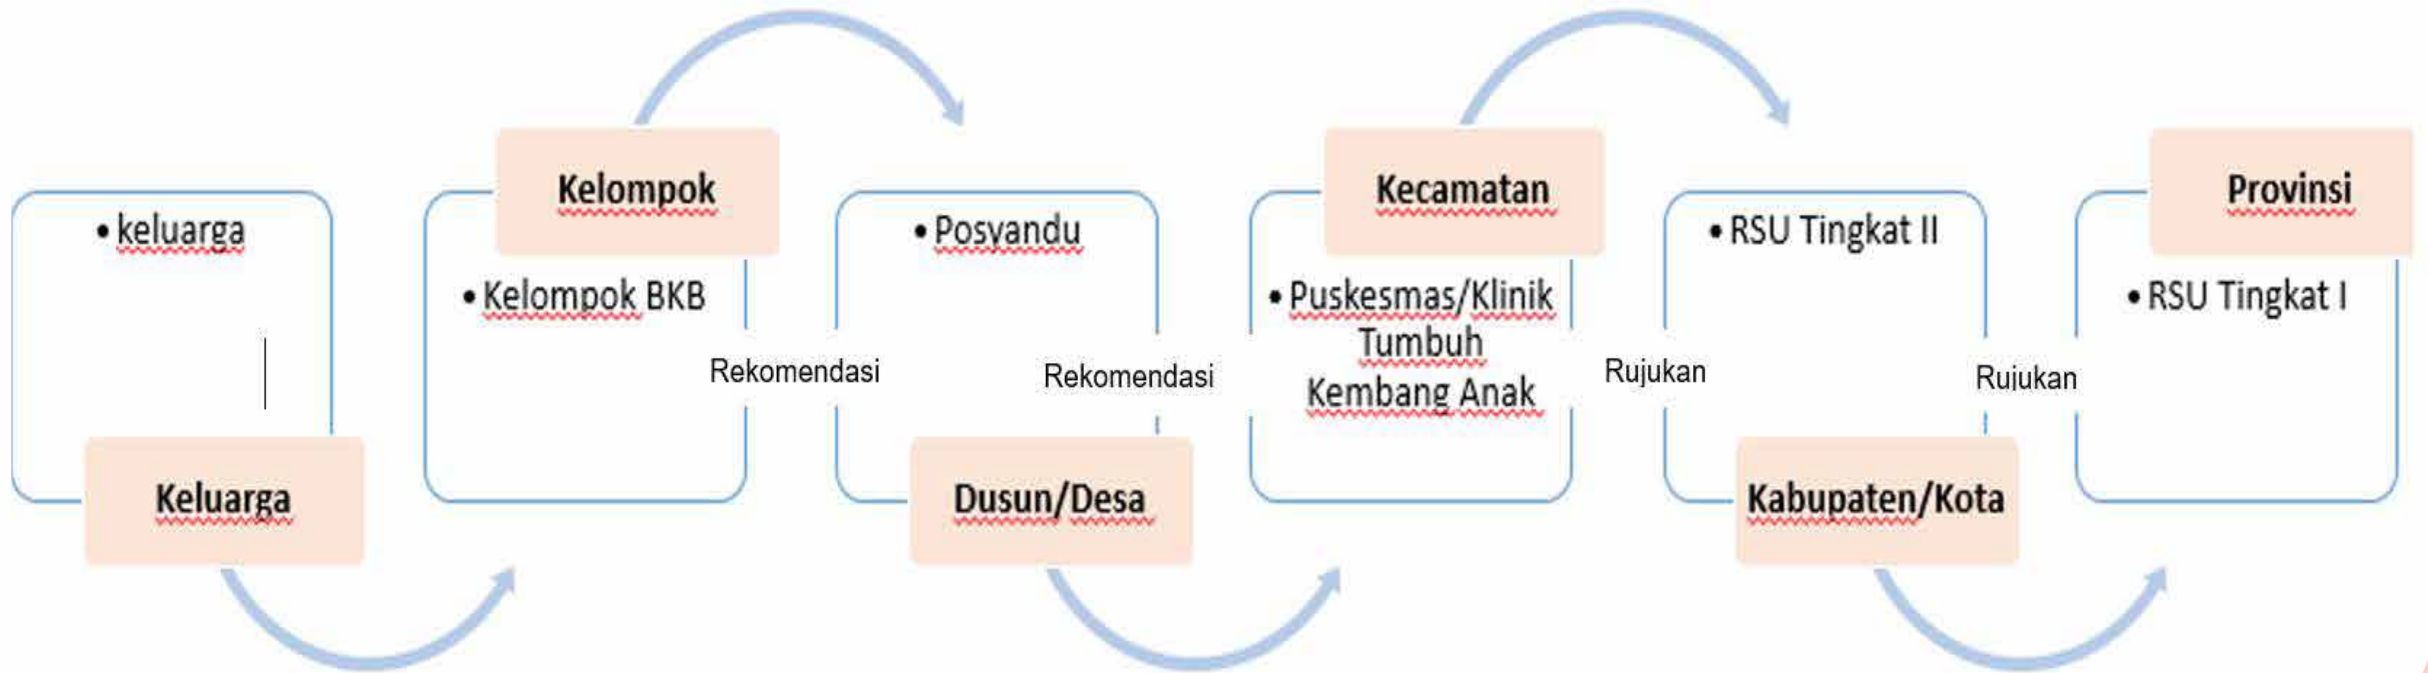 • keluarga
Keluarga
Kelompok
• Kelompok BKB
Rekomendasi
• Posyandu
Dusun/Desa
Rekomendasi
Kecamatan
• Puskesmas/Klinik
Tumbuh
Kembang Anak
Rujukan
• RSU Tingkat II
Kabupaten/Kota
Rujukan
Provinsi
• RSU Tingkat I